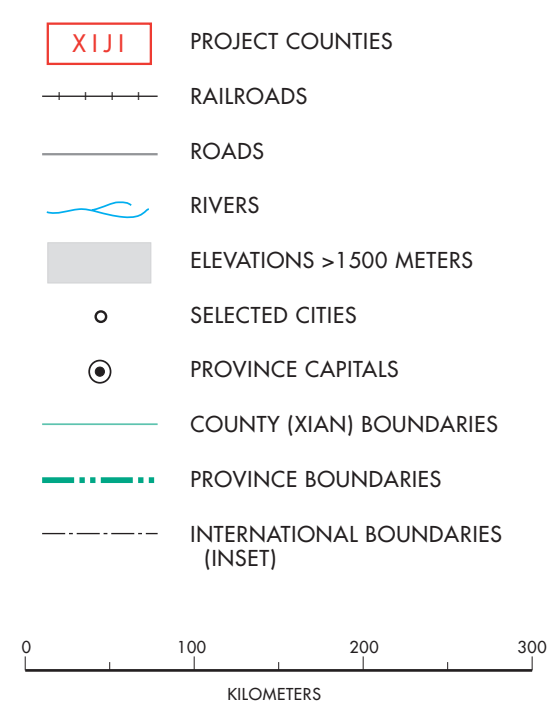 XIJI PROJECT COUNTIES
RAILROADS
ROADS
RIVERS
ELEVATIONS >1500 METERS
SELECTED CITIES
PROVINCE CAPITALS
COUNTY (XIAN) BOUNDARIES
PROVINCE BOUNDARIES
INTERNATIONAL BOUNDARIES
(INSET)
0 100 200 300
KILOMETERS